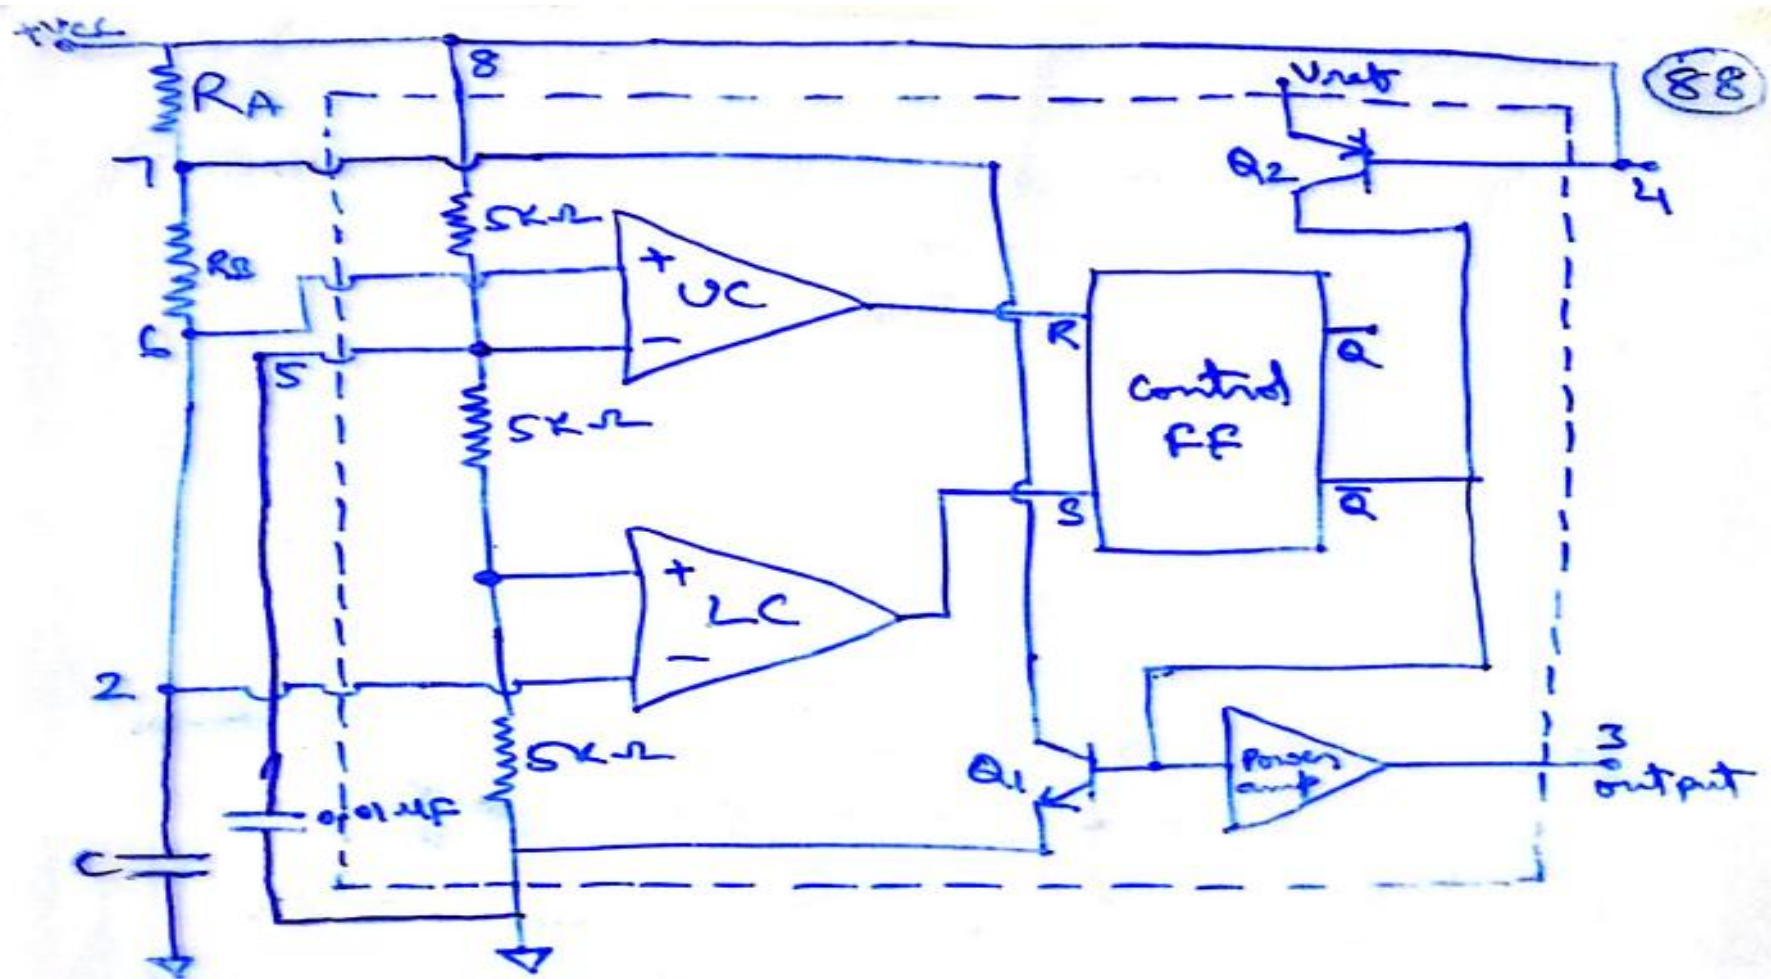 +Vcc
8
88
RA
Vref
7
Q2
4
5KΩ
RB
+
UC
-
6
5
R
Q
Control
FF
5KΩ
S
Q̅
+
LC
-
2
5KΩ
Q1
Power
amp
3
output
0.01μF
C